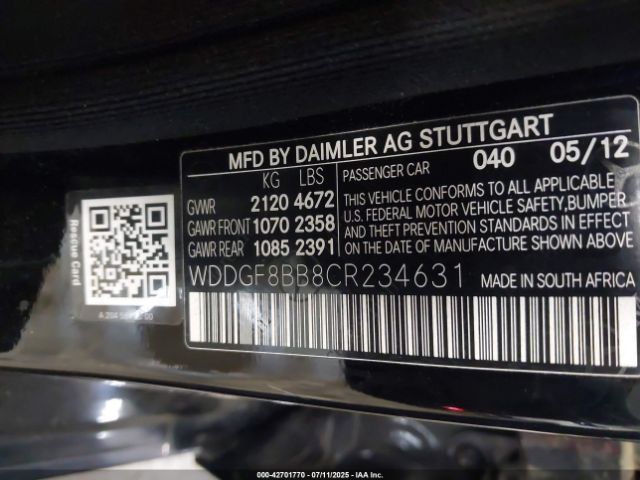 MFD BY DAIMLER AG STUTTGART
KG LBS
GVWR 2120 4672
GAWR FRONT 1070 2358
GAWR REAR 1085 2391
PASSENGER CAR 040 05/12
THIS VEHICLE CONFORMS TO ALL APPLICABLE
U.S. FEDERAL MOTOR VEHICLE SAFETY,BUMPER
AND THEFT PREVENTION STANDARDS IN EFFECT
ON THE DATE OF MANUFACTURE SHOWN ABOVE
WDDGF8BB8CR234631 MADE IN SOUTH AFRICA
Rescue Card
A 204 00
000-42701770 - 07/11/2025 - IAA Inc.